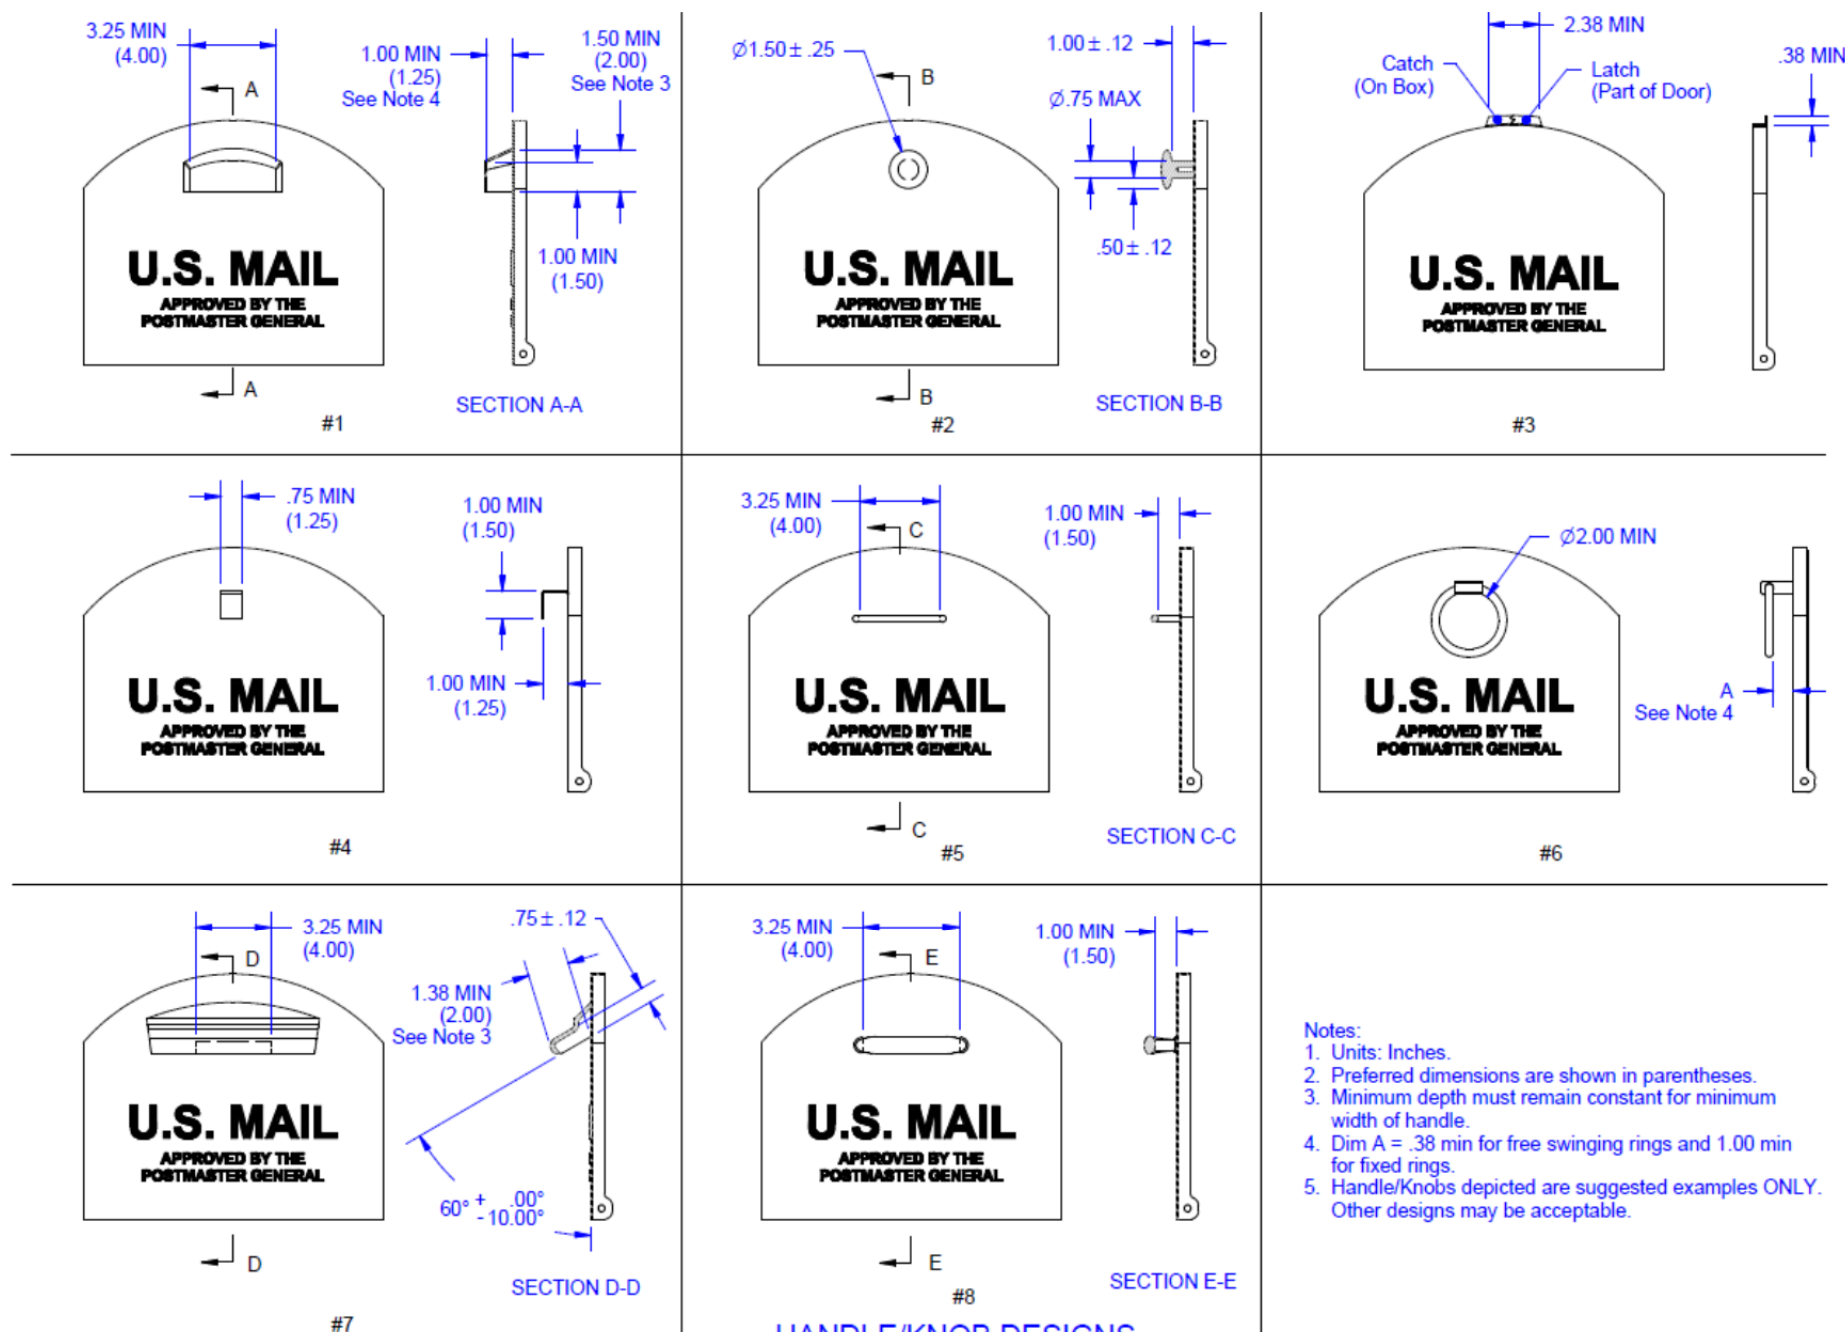 3.25 MIN
(4.00)
A
1.00 MIN
(1.25)
See Note 4
1.50 MIN
(2.00)
See Note 3
1.00 MIN
(1.50)
U.S. MAIL
APPROVED BY THE
POSTMASTER GENERAL
A
SECTION A-A
#1
Ø1.50± .25
B
1.00± .12
Ø.75 MAX
.50± .12
U.S. MAIL
APPROVED BY THE
POSTMASTER GENERAL
B
SECTION B-B
#2
2.38 MIN
Catch
(On Box)
Latch
(Part of Door)
.38 MIN
U.S. MAIL
APPROVED BY THE
POSTMASTER GENERAL
#3
.75 MIN
(1.25)
1.00 MIN
(1.50)
1.00 MIN
(1.25)
U.S. MAIL
APPROVED BY THE
POSTMASTER GENERAL
#4
3.25 MIN
(4.00)
C
1.00 MIN
(1.50)
U.S. MAIL
APPROVED BY THE
POSTMASTER GENERAL
C
SECTION C-C
#5
Ø2.00 MIN
A
See Note 4
U.S. MAIL
APPROVED BY THE
POSTMASTER GENERAL
#6
3.25 MIN
(4.00)
D
.75± .12
1.38 MIN
(2.00)
See Note 3
U.S. MAIL
APPROVED BY THE
POSTMASTER GENERAL
60° + .00°
- 10.00°
D
SECTION D-D
#7
3.25 MIN
(4.00)
E
1.00 MIN
(1.50)
U.S. MAIL
APPROVED BY THE
POSTMASTER GENERAL
E
SECTION E-E
#8
HANDLE/KNOB DESIGNS
Notes:
1. Units: Inches.
2. Preferred dimensions are shown in parentheses.
3. Minimum depth must remain constant for minimum
width of handle.
4. Dim A = .38 min for free swinging rings and 1.00 min
for fixed rings.
5. Handle/Knobs depicted are suggested examples ONLY.
Other designs may be acceptable.